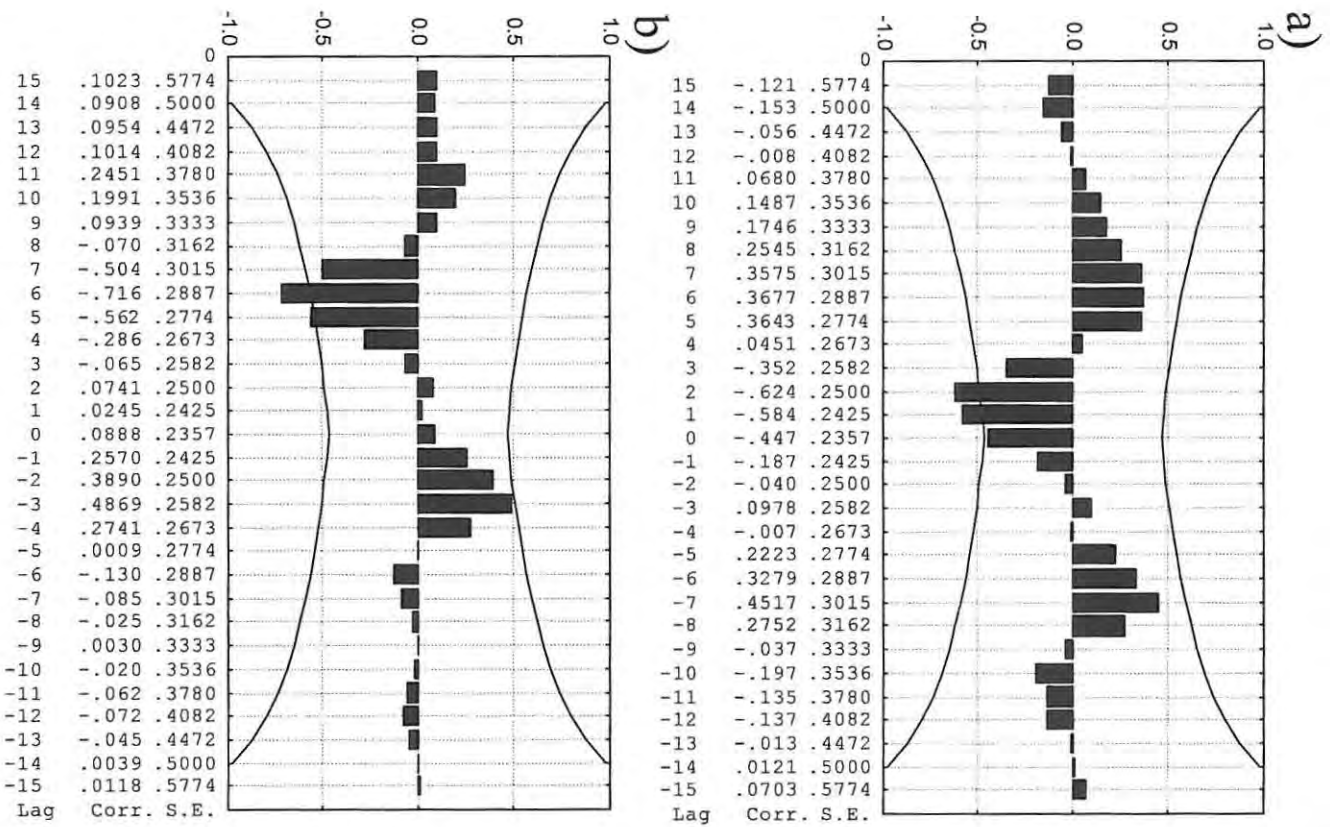 b)
-1.0 -0.5 0.0 0.5 1.0
0
15 .1023 .5774
14 .0908 .5000
13 .0954 .4472
12 .1014 .4082
11 .2451 .3780
10 .1991 .3536
9 .0939 .3333
8 -.070 .3162
7 -.504 .3015
6 -.716 .2887
5 -.562 .2774
4 -.286 .2673
3 -.065 .2582
2 .0741 .2500
1 .0245 .2425
0 .0888 .2357
-1 .2570 .2425
-2 .3890 .2500
-3 .4869 .2582
-4 .2741 .2673
-5 .0009 .2774
-6 -.130 .2887
-7 -.085 .3015
-8 -.025 .3162
-9 .0030 .3333
-10 -.020 .3536
-11 -.062 .3780
-12 -.072 .4082
-13 -.045 .4472
-14 .0039 .5000
-15 .0118 .5774
Lag Corr. S.E.
a)
-1.0 -0.5 0.0 0.5 1.0
0
15 -.121 .5774
14 -.153 .5000
13 -.056 .4472
12 -.008 .4082
11 .0680 .3780
10 .1487 .3536
9 .1746 .3333
8 .2545 .3162
7 .3575 .3015
6 .3677 .2887
5 .3643 .2774
4 .0451 .2673
3 -.352 .2582
2 -.624 .2500
1 -.584 .2425
0 -.447 .2357
-1 -.187 .2425
-2 -.040 .2500
-3 .0978 .2582
-4 -.007 .2673
-5 .2223 .2774
-6 .3279 .2887
-7 .4517 .3015
-8 .2752 .3162
-9 -.037 .3333
-10 -.197 .3536
-11 -.135 .3780
-12 -.137 .4082
-13 -.013 .4472
-14 .0121 .5000
-15 .0703 .5774
Lag Corr. S.E.